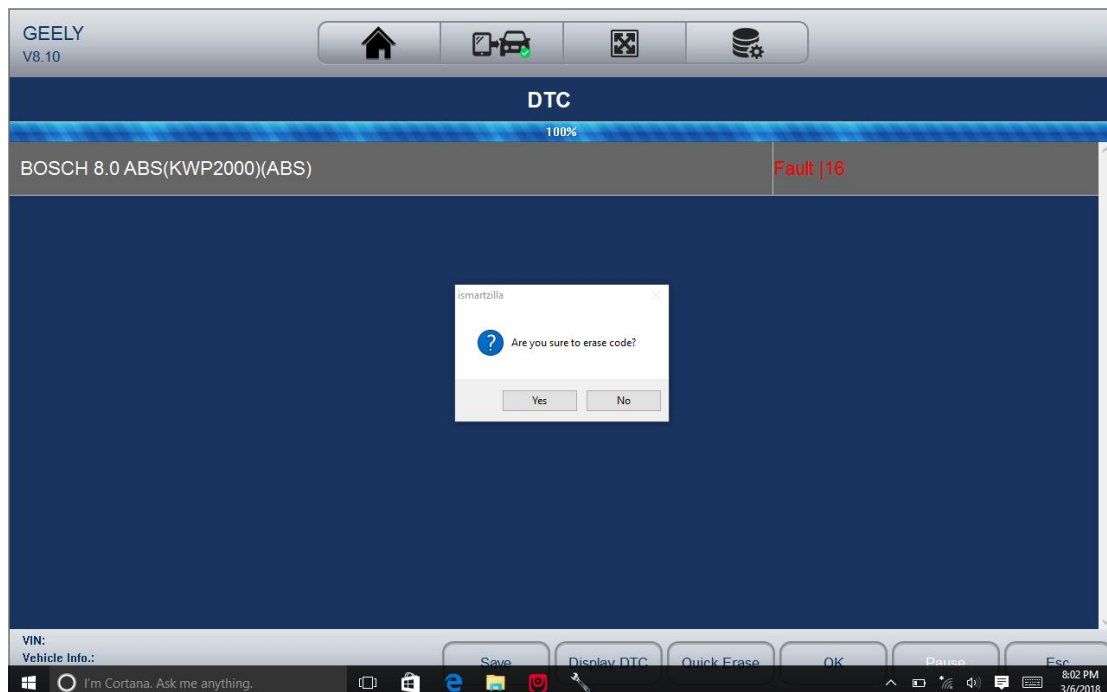 GEELY
V8.10
DTC
100%
BOSCH 8.0 ABS(KWP2000)(ABS)
Fault |16
ismartzilla
Are you sure to erase code?
Yes
No
VIN:
Vehicle Info.:
Save
Display DTC
Quick Erase
OK
Pause
Esc
I'm Cortana. Ask me anything.
8:02 PM
3/6/2018